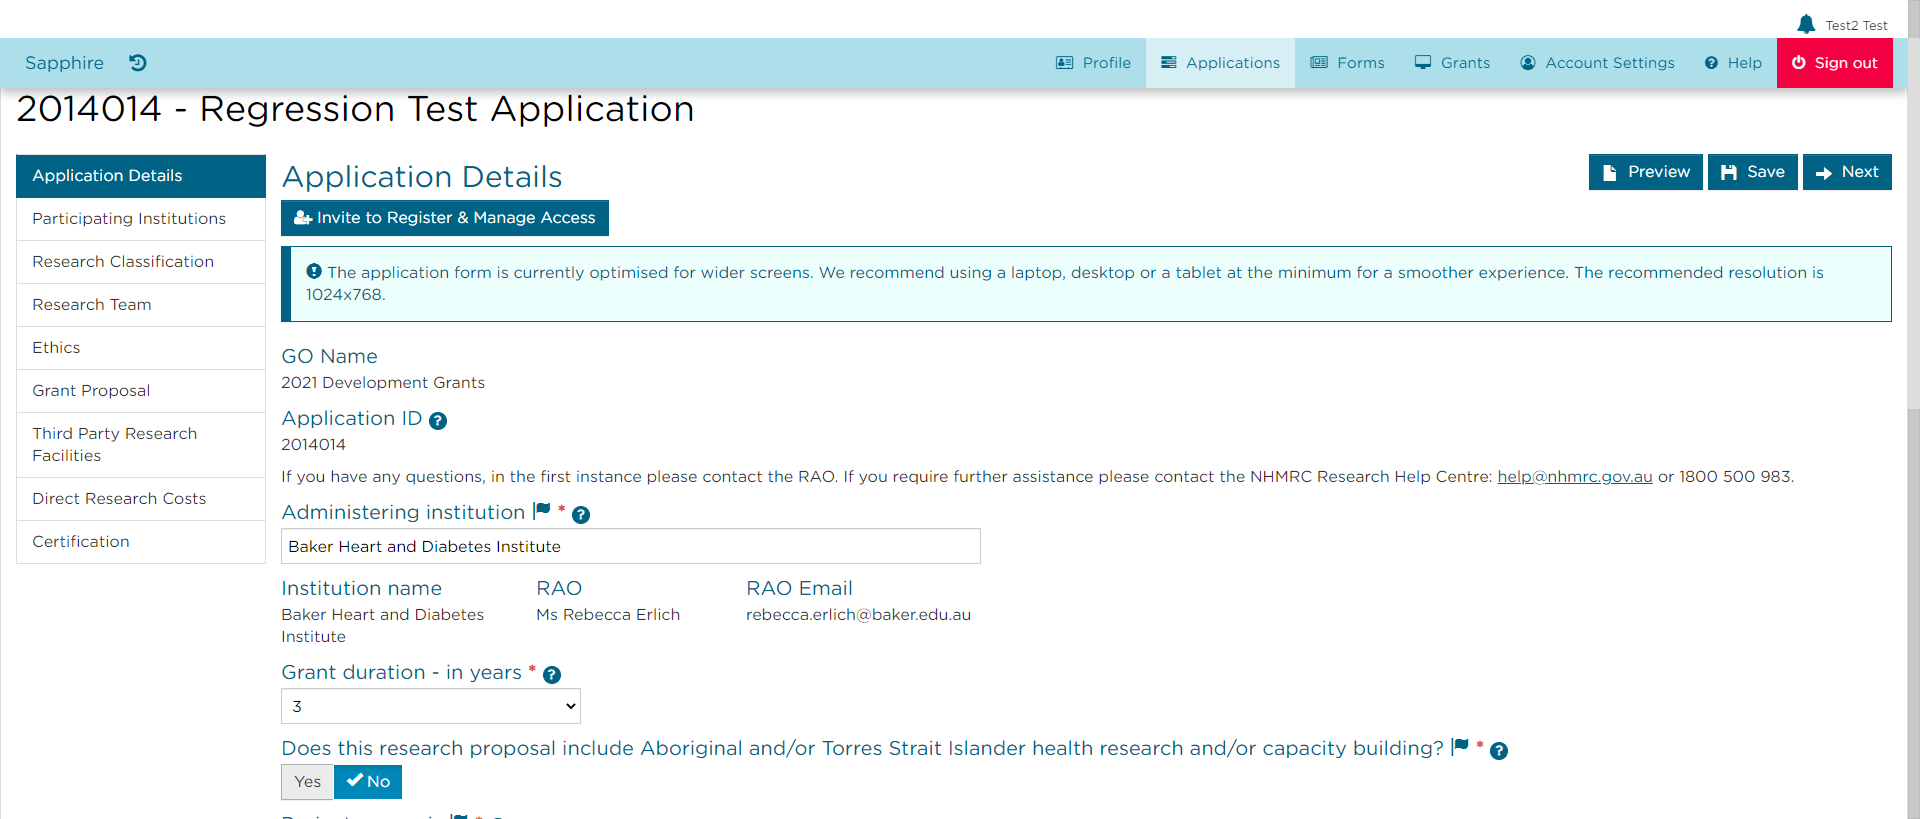 Test2 Test
Sapphire
Profile
Applications
Forms
Grants
Account Settings
Help
Sign out
2014014 - Regression Test Application
Application Details
Participating Institutions
Research Classification
Research Team
Ethics
Grant Proposal
Third Party Research
Facilities
Direct Research Costs
Certification
Application Details
Preview
Save
Next
Invite to Register & Manage Access
The application form is currently optimised for wider screens. We recommend using a laptop, desktop or a tablet at the minimum for a smoother experience. The recommended resolution is
1024x768.
GO Name
2021 Development Grants
Application ID ?
2014014
If you have any questions, in the first instance please contact the RAO. If you require further assistance please contact the NHMRC Research Help Centre: help@nhmrc.gov.au or 1800 500 983.
Administering institution * ?
Baker Heart and Diabetes Institute
Institution name
Baker Heart and Diabetes
Institute
RAO
Ms Rebecca Erlich
RAO Email
rebecca.erlich@baker.edu.au
Grant duration - in years * ?
3
Does this research proposal include Aboriginal and/or Torres Strait Islander health research and/or capacity building? * ?
Yes
No